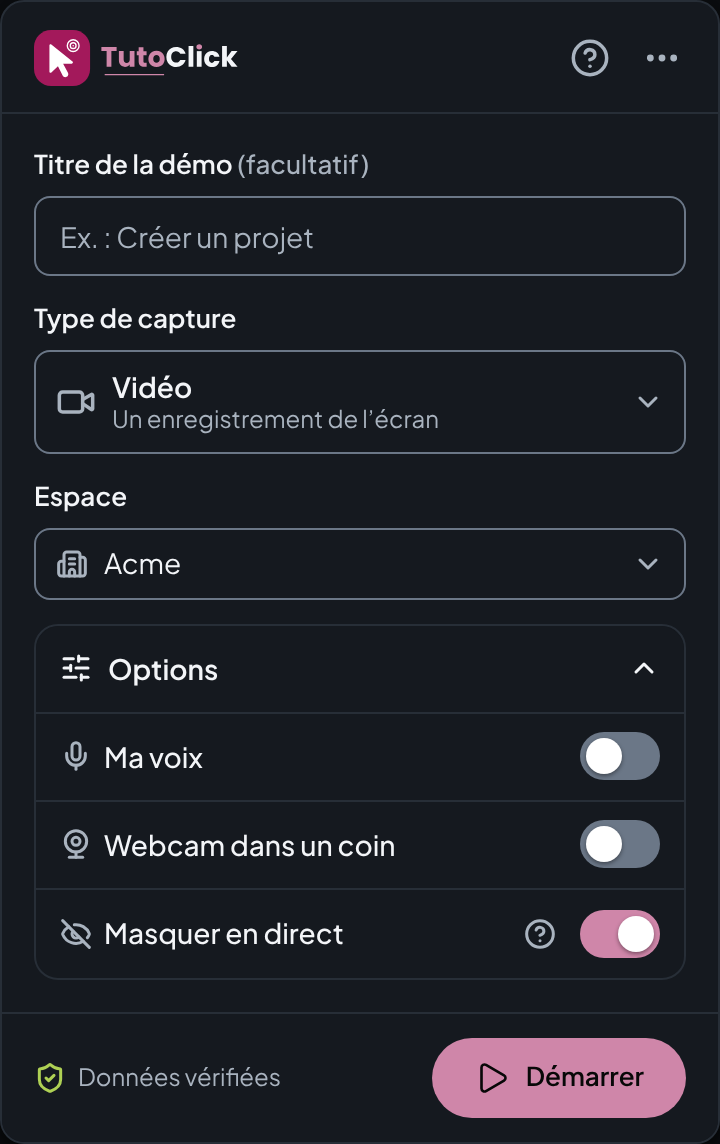 TutoClick
Titre de la démo (facultatif)
Ex. : Créer un projet
Type de capture
Vidéo
Un enregistrement de l’écran
Espace
Acme
Options
Ma voix
Webcam dans un coin
Masquer en direct
Données vérifiées
Démarrer